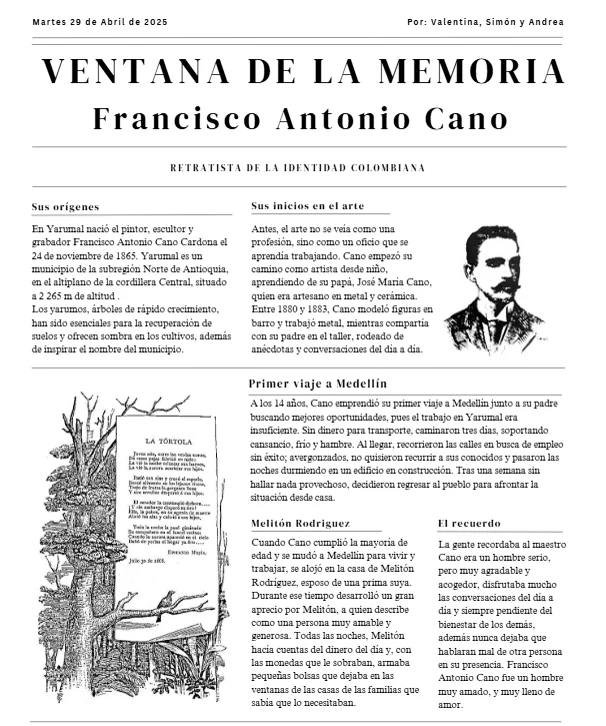 Martes 29 de Abril de 2025
Por: Valentina, Simón y Andrea
VENTANA DE LA MEMORIA
Francisco Antonio Cano
RETRATISTA DE LA IDENTIDAD COLOMBIANA
Sus orígenes
En Yarumal nació el pintor, escultor y
grabador Francisco Antonio Cano Cardona el
24 de noviembre de 1865. Yarumal es un
municipio de la subregión Norte de Antioquia,
en el altiplano de la cordillera Central, situado
a 2 265 m de altitud .
Los yarumos, árboles de rápido crecimiento,
han sido esenciales para la recuperación de
suelos y ofrecen sombra en los cultivos, además
de inspirar el nombre del municipio.
Sus inicios en el arte
Antes, el arte no se veía como una
profesión, sino como un oficio que se
aprendía trabajando. Cano empezó su
camino como artista desde niño,
aprendiendo de su papá, José María Cano,
quien era artesano en metal y cerámica.
Entre 1880 y 1883, Cano modeló figuras en
barro y trabajó metal, mientras compartía
con su padre en el taller, rodeado de
anécdotas y conversaciones del día a día.
Primer viaje a Medellín
A los 14 años, Cano emprendió su primer viaje a Medellín junto a su padre
buscando mejores oportunidades, pues el trabajo en Yarumal era
insuficiente. Sin dinero para transporte, caminaron tres días, soportando
cansancio, frío y hambre. Al llegar, recorrieron las calles en busca de empleo
sin éxito; avergonzados, no quisieron recurrir a sus conocidos y pasaron las
noches durmiendo en un edificio en construcción. Tras una semana sin
hallar nada provechoso, decidieron regresar al pueblo para afrontar la
situación desde casa.
LA TÓRTOLA
Melitón Rodriguez
Cuando Cano cumplió la mayoría de
edad y se mudó a Medellín para vivir y
trabajar, se alojó en la casa de Melitón
Rodríguez, esposo de una prima suya.
Durante ese tiempo desarrolló un gran
aprecio por Melitón, a quien describe
como una persona muy amable y
generosa. Todas las noches, Melitón
hacía cuentas del dinero del día y, con
las monedas que le sobraban, armaba
pequeñas bolsas que dejaba en las
ventanas de las casas de las familias que
sabía que lo necesitaban.
El recuerdo
La gente recordaba al maestro
Cano era un hombre serio,
pero muy agradable y
acogedor, disfrutaba mucho
las conversaciones del día a
día y siempre pendiente del
bienestar de los demás,
además nunca dejaba que
hablaran mal de otra persona
en su presencia. Francisco
Antonio Cano fue un hombre
muy amado, y muy lleno de
amor.